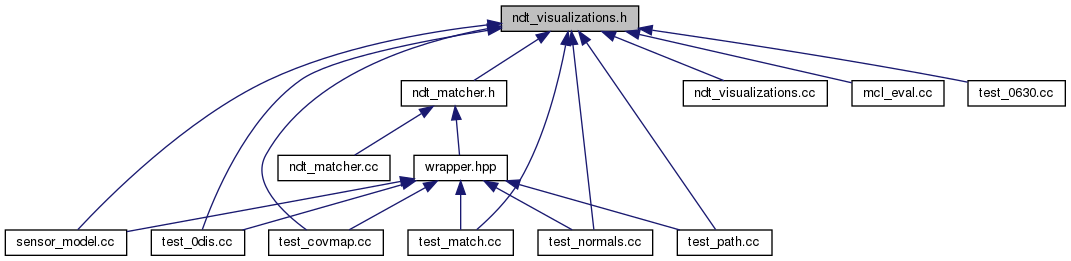 ndt_visualizations.h
ndt_matcher.h
ndt_visualizations.cc
mcl_eval.cc
test_0630.cc
ndt_matcher.cc
wrapper.hpp
sensor_model.cc
test_0dis.cc
test_covmap.cc
test_match.cc
test_normals.cc
test_path.cc